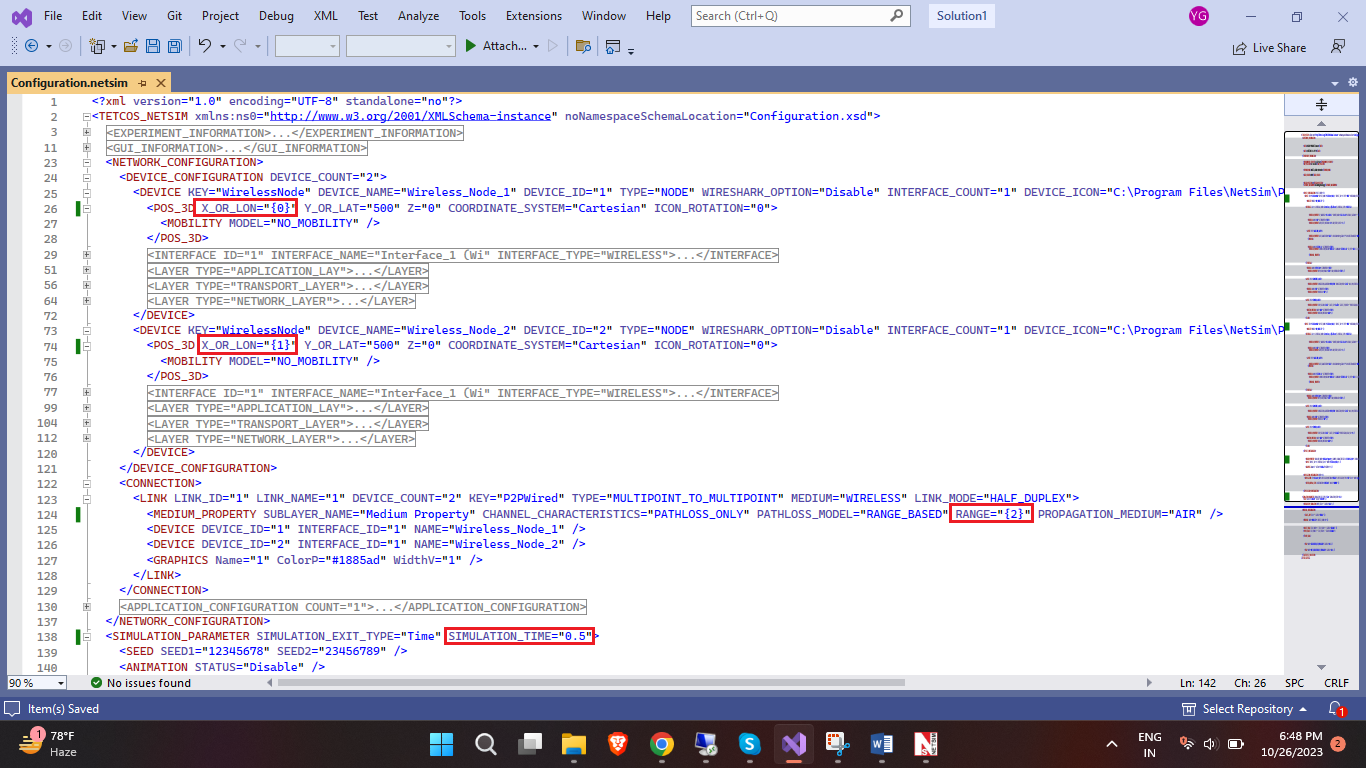 File Edit View Git Project Debug XML Test Analyze Tools Extensions Window Help Search (Ctrl+Q) Solution1 YG
Attach... Live Share
Configuration.netsim
1 <?xml version="1.0" encoding="UTF-8" standalone="no"?>
2 <TETCOS_NETSIM xmlns:ns0="http://www.w3.org/2001/XMLSchema-instance" noNamespaceSchemaLocation="Configuration.xsd">
3 <EXPERIMENT_INFORMATION>...</EXPERIMENT_INFORMATION>
11 <GUI_INFORMATION>...</GUI_INFORMATION>
23 <NETWORK_CONFIGURATION>
24 <DEVICE_CONFIGURATION DEVICE_COUNT="2">
25 <DEVICE KEY="WirelessNode" DEVICE_NAME="Wireless_Node_1" DEVICE_ID="1" TYPE="NODE" WIRESHARK_OPTION="Disable" INTERFACE_COUNT="1" DEVICE_ICON="C:\Program Files\NetSim\P
26 <POS_3D X_OR_LON="{0}" Y_OR_LAT="500" Z="0" COORDINATE_SYSTEM="Cartesian" ICON_ROTATION="0">
27 <MOBILITY MODEL="NO_MOBILITY" />
28 </POS_3D>
29 <INTERFACE ID="1" INTERFACE_NAME="Interface_1 (Wi" INTERFACE_TYPE="WIRELESS">...</INTERFACE>
51 <LAYER TYPE="APPLICATION_LAY">...</LAYER>
56 <LAYER TYPE="TRANSPORT_LAYER">...</LAYER>
64 <LAYER TYPE="NETWORK_LAYER">...</LAYER>
72 </DEVICE>
73 <DEVICE KEY="WirelessNode" DEVICE_NAME="Wireless_Node_2" DEVICE_ID="2" TYPE="NODE" WIRESHARK_OPTION="Disable" INTERFACE_COUNT="1" DEVICE_ICON="C:\Program Files\NetSim\P
74 <POS_3D X_OR_LON="{1}" Y_OR_LAT="500" Z="0" COORDINATE_SYSTEM="Cartesian" ICON_ROTATION="0">
75 <MOBILITY MODEL="NO_MOBILITY" />
76 </POS_3D>
77 <INTERFACE ID="1" INTERFACE_NAME="Interface_1 (Wi" INTERFACE_TYPE="WIRELESS">...</INTERFACE>
99 <LAYER TYPE="APPLICATION_LAY">...</LAYER>
104 <LAYER TYPE="TRANSPORT_LAYER">...</LAYER>
112 <LAYER TYPE="NETWORK_LAYER">...</LAYER>
120 </DEVICE>
121 </DEVICE_CONFIGURATION>
122 <CONNECTION>
123 <LINK LINK_ID="1" LINK_NAME="1" DEVICE_COUNT="2" KEY="P2PWired" TYPE="MULTIPOINT_TO_MULTIPOINT" MEDIUM="WIRELESS" LINK_MODE="HALF_DUPLEX">
124 <MEDIUM_PROPERTY SUBLAYER_NAME="Medium Property" CHANNEL_CHARACTERISTICS="PATHLOSS_ONLY" PATHLOSS_MODEL="RANGE_BASED" RANGE="{2}" PROPAGATION_MEDIUM="AIR" />
125 <DEVICE DEVICE_ID="1" INTERFACE_ID="1" NAME="Wireless_Node_1" />
126 <DEVICE DEVICE_ID="2" INTERFACE_ID="1" NAME="Wireless_Node_2" />
127 <GRAPHICS Name="1" ColorP="#1885ad" WidthV="1" />
128 </LINK>
129 </CONNECTION>
130 <APPLICATION_CONFIGURATION COUNT="1">...</APPLICATION_CONFIGURATION>
137 </NETWORK_CONFIGURATION>
138 <SIMULATION_PARAMETER SIMULATION_EXIT_TYPE="Time" SIMULATION_TIME="0.5">
139 <SEED SEED1="12345678" SEED2="23456789" />
140 <ANIMATION STATUS="Disable" />
90 % No issues found Ln: 142 Ch: 26 SPC CRLF
Item(s) Saved Select Repository 1
1 78°F
Haze
ENG
IN
6:48 PM
10/26/2023
2